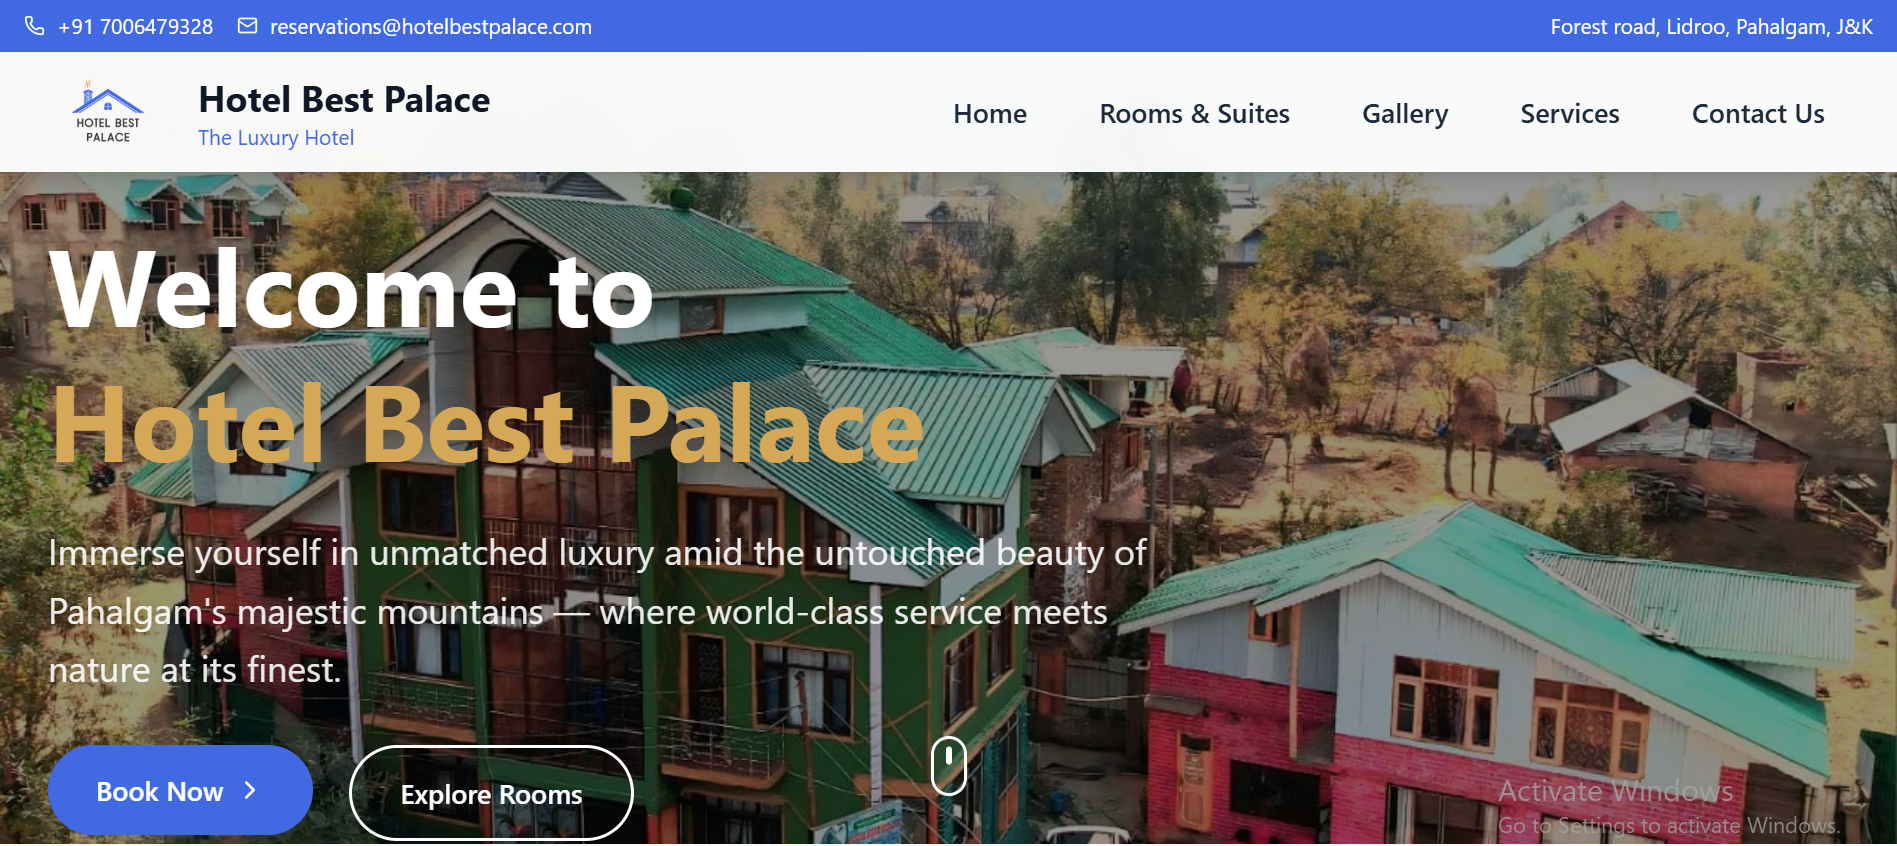 +91 7006479328
reservations@hotelbestpalace.com
Forest road, Lidroo, Pahalgam, J&K
HOTEL BEST
PALACE
Hotel Best Palace
The Luxury Hotel
Home
Rooms & Suites
Gallery
Services
Contact Us
Welcome to
Hotel Best Palace
Immerse yourself in unmatched luxury amid the untouched beauty of
Pahalgam's majestic mountains — where world-class service meets
nature at its finest.
Book Now
Explore Rooms
Activate Windows
Go to Settings to activate Windows.